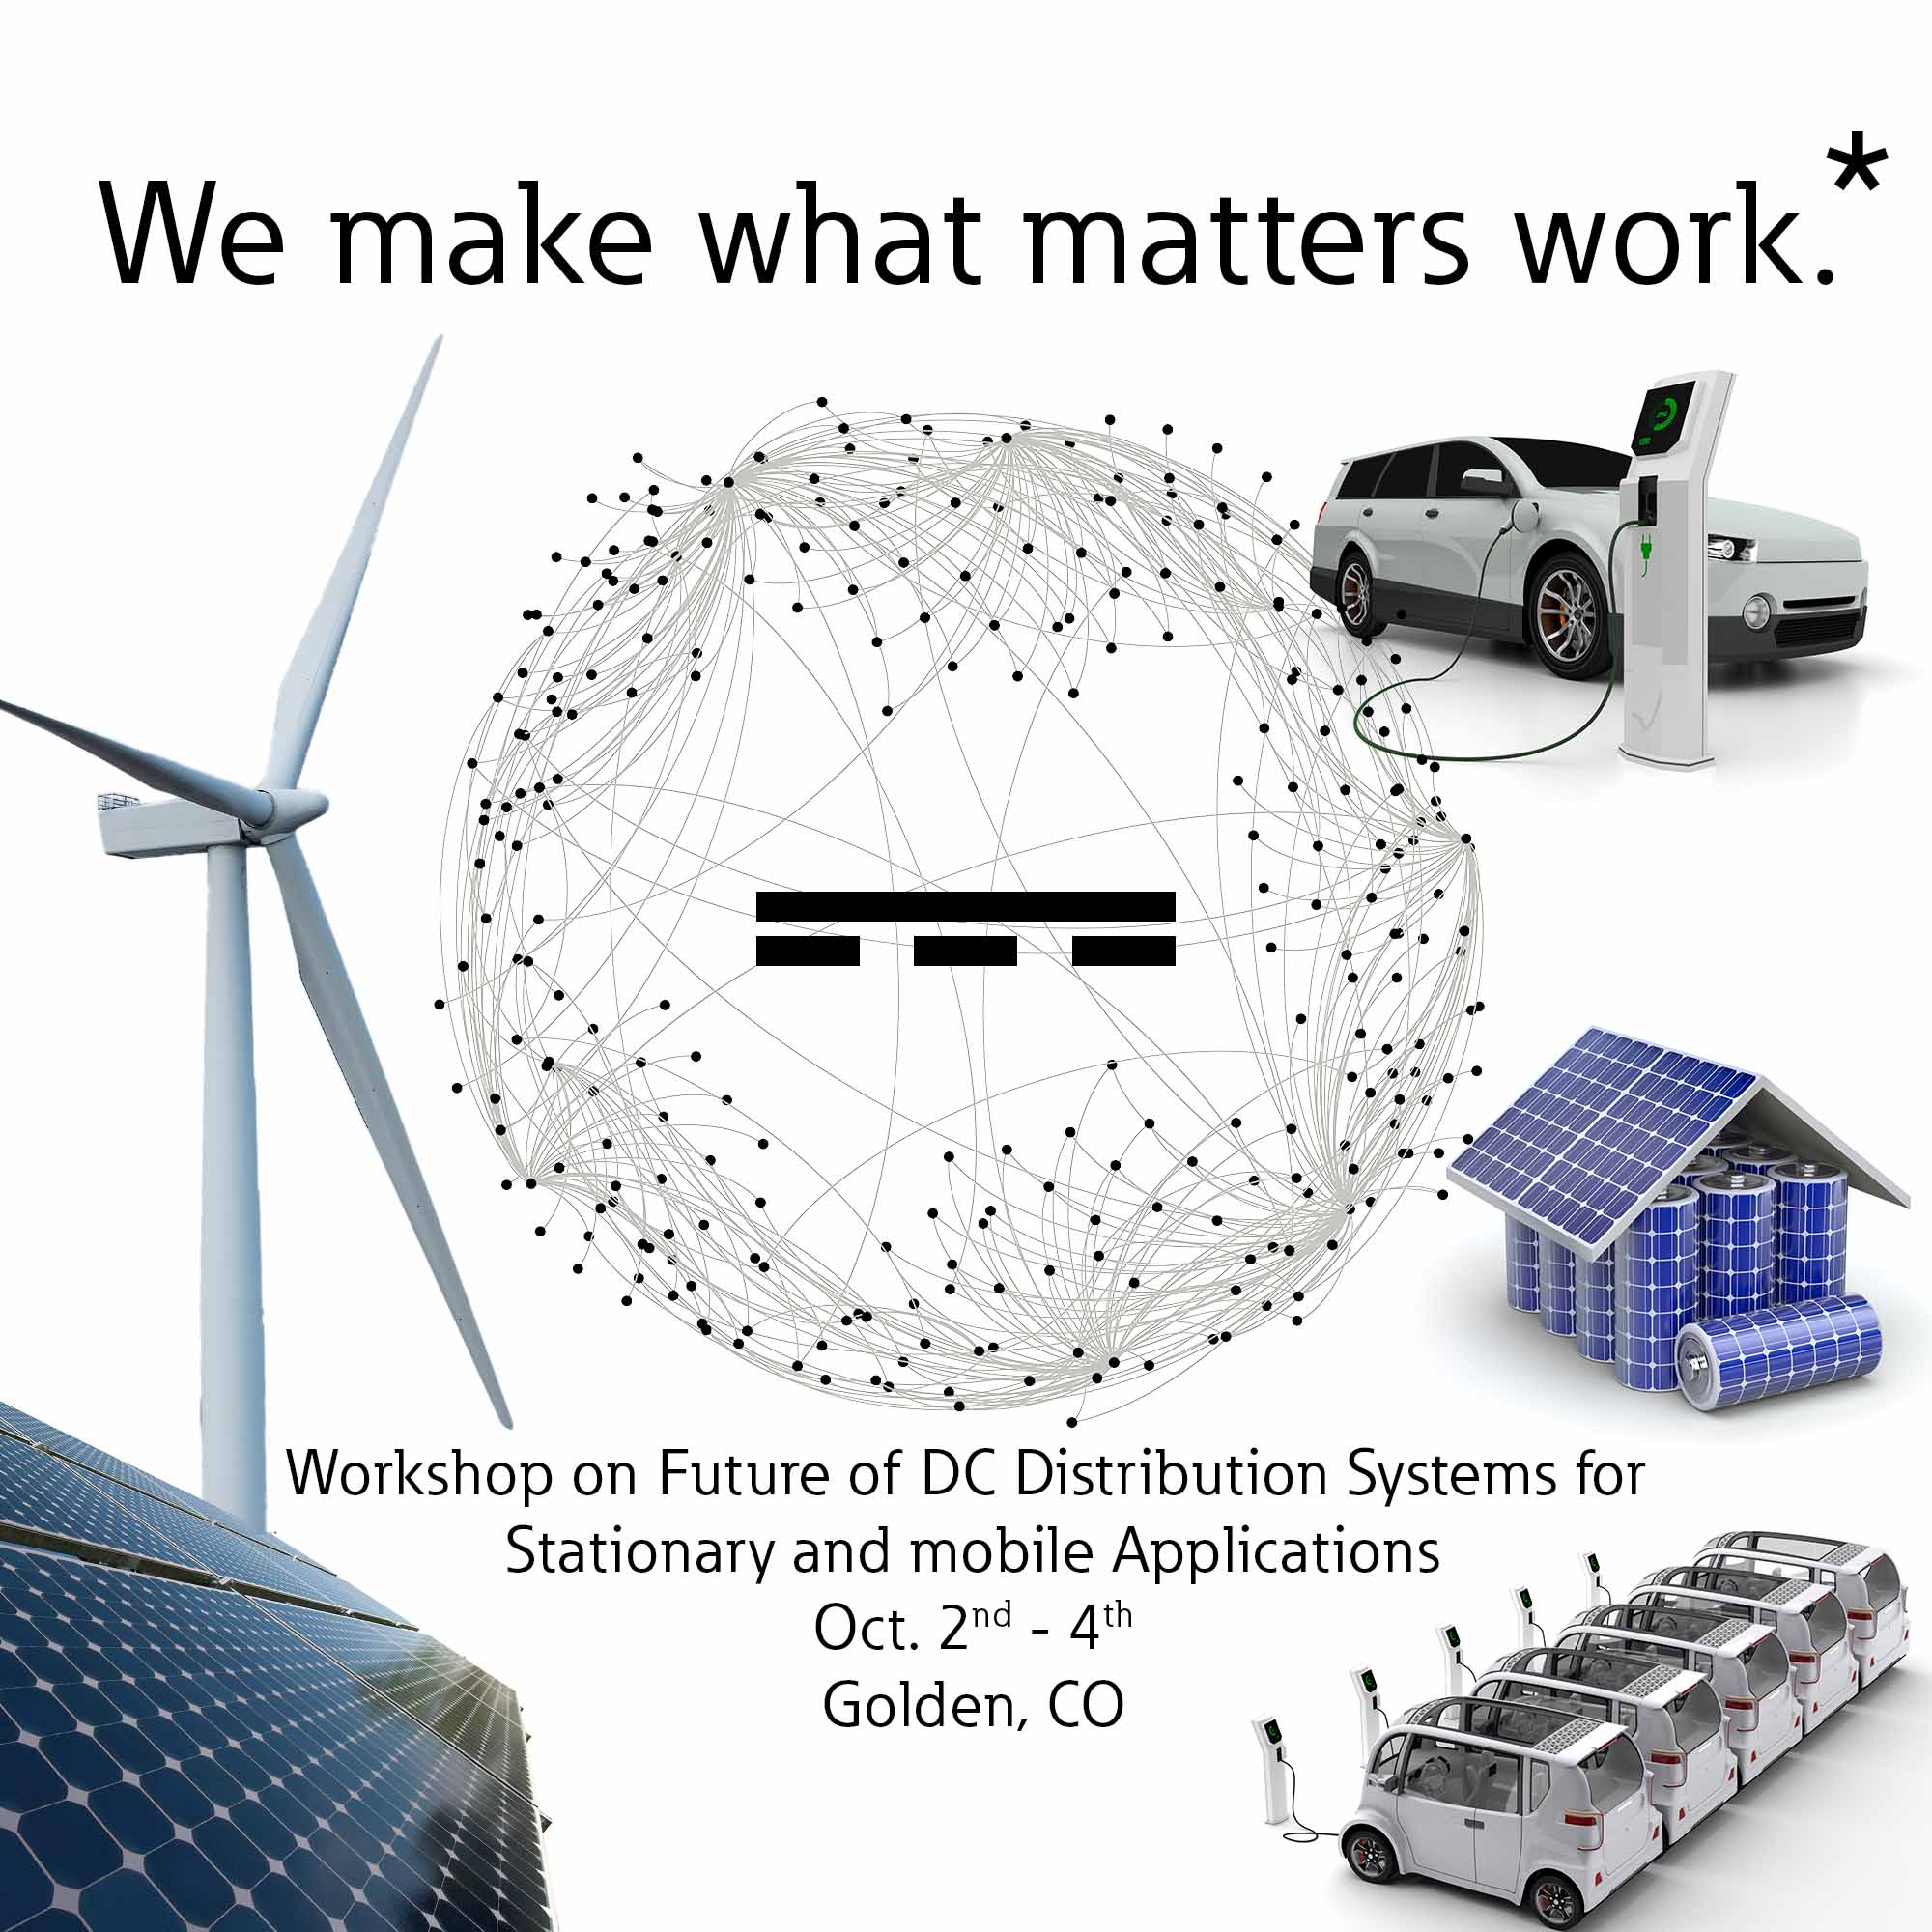 We make what matters work.*
Workshop on Future of DC Distribution Systems for
Stationary and mobile Applications
Oct. 2nd - 4th
Golden, CO